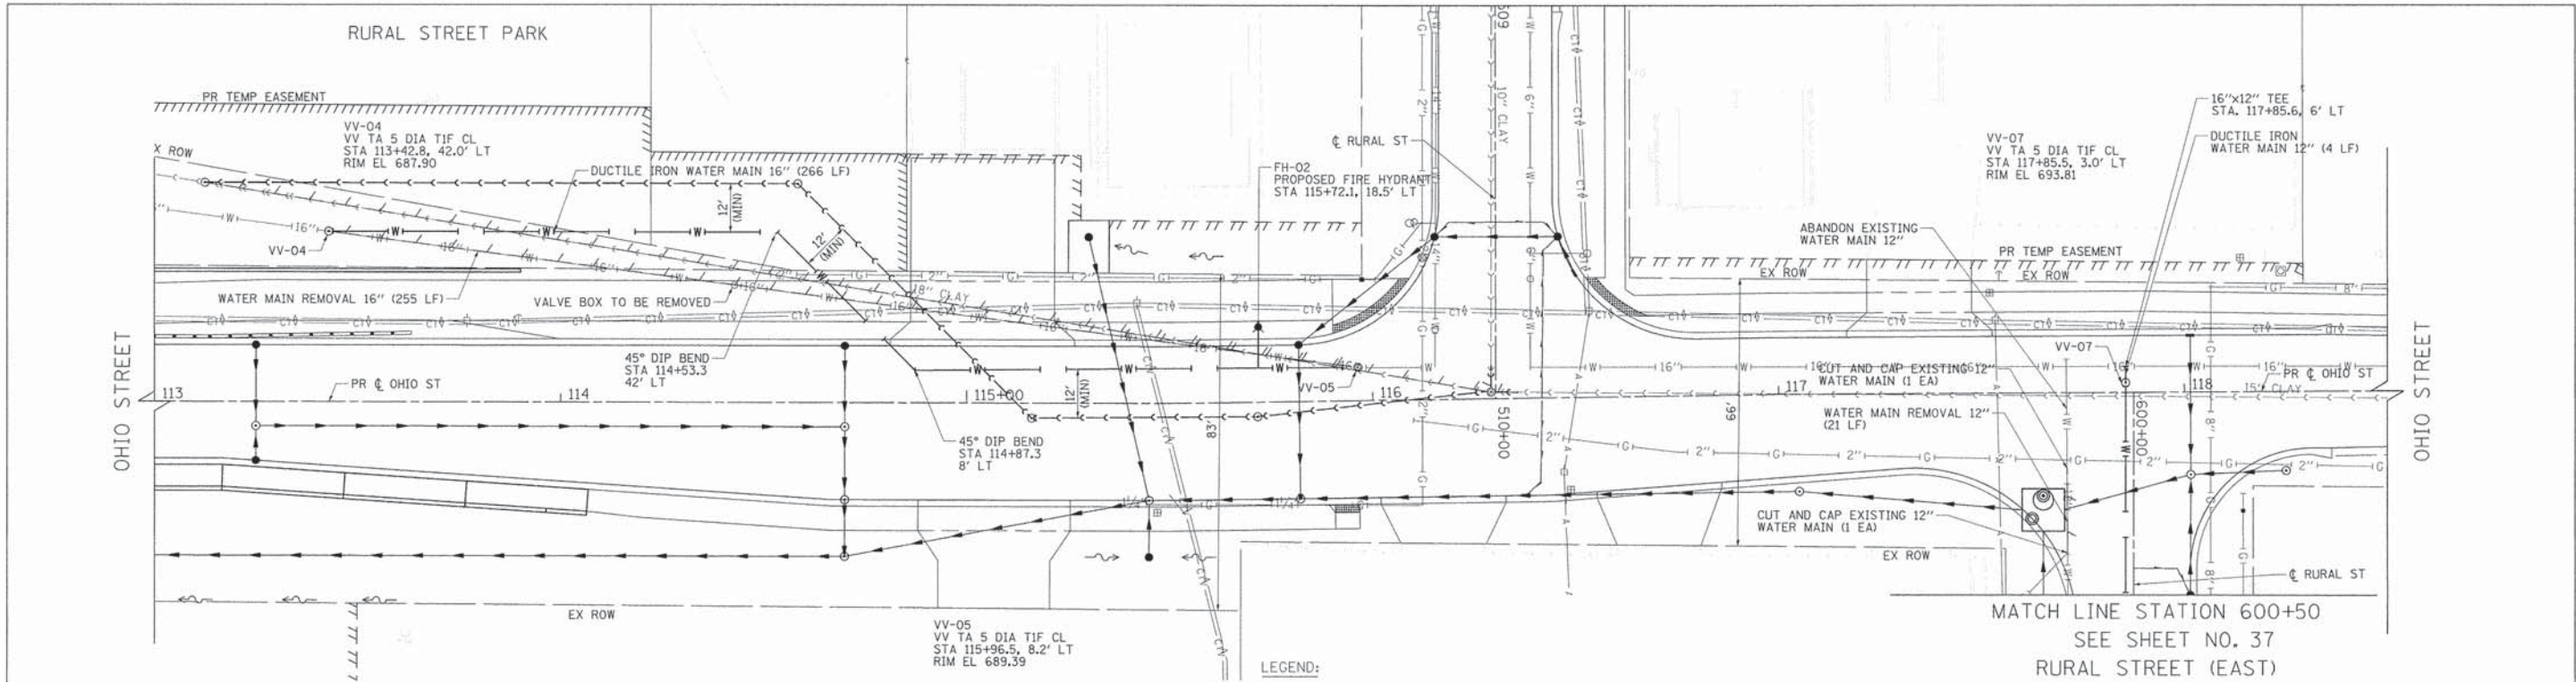 RURAL STREET PARK
PR TEMP EASEMENT
VV-04
VV TA 5 DIA T1F CL
STA 113+42.8, 42.0' LT
RIM EL 687.90
X ROW
DUCTILE IRON WATER MAIN 16" (266 LF)
12'
(MIN)
12'
(MIN)
VV-04
WATER MAIN REMOVAL 16" (255 LF)
VALVE BOX TO BE REMOVED
18" CLAY
45° DIP BEND
STA 114+53.3
42' LT
OHIO STREET
113
PR ℄ OHIO ST
114
115+00
12'
(MIN)
83'
45° DIP BEND
STA 114+87.3
8' LT
EX ROW
VV-05
VV TA 5 DIA T1F CL
STA 115+96.5, 8.2' LT
RIM EL 689.39
LEGEND:
FH-02
PROPOSED FIRE HYDRANT
STA 115+72.1, 18.5' LT
℄ RURAL ST
509
10" CLAY
VV-05
116
510+00
117
69'
16"x12" TEE
STA. 117+85.6, 6' LT
DUCTILE IRON
WATER MAIN 12" (4 LF)
VV-07
VV TA 5 DIA T1F CL
STA 117+85.5, 3.0' LT
RIM EL 693.81
ABANDON EXISTING
WATER MAIN 12"
PR TEMP EASEMENT
EX ROW
EX ROW
VV-07
CUT AND CAP EXISTING 12"
WATER MAIN (1 EA)
118
PR ℄ OHIO ST
15" CLAY
WATER MAIN REMOVAL 12"
(21 LF)
600+00
OHIO STREET
CUT AND CAP EXISTING 12"
WATER MAIN (1 EA)
EX ROW
℄ RURAL ST
MATCH LINE STATION 600+50
SEE SHEET NO. 37
RURAL STREET (EAST)